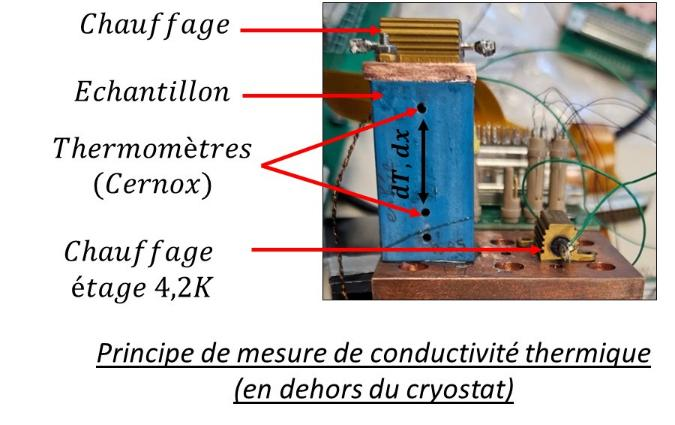 Chauffage
Echantillon
Thermomètres
(Cernox)
Chauffage
étage 4,2K
dT, dx
Principe de mesure de conductivité thermique
(en dehors du cryostat)